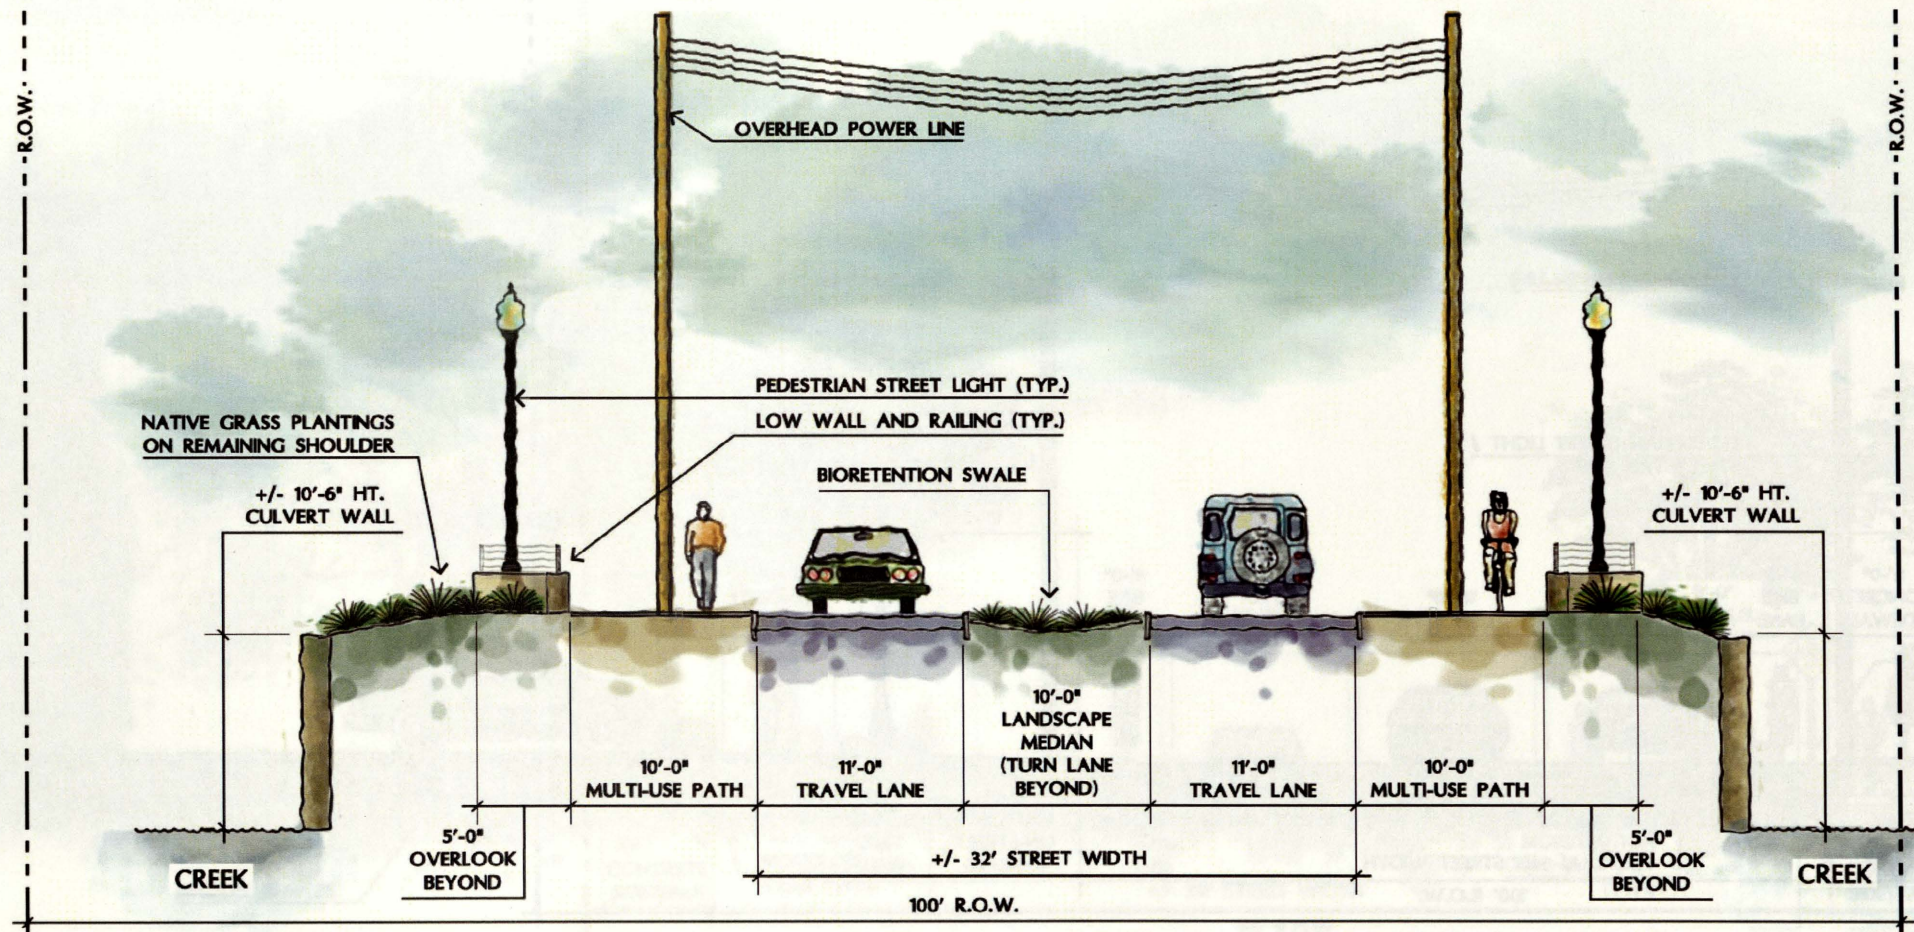 R.O.W.
R.O.W.
OVERHEAD POWER LINE
PEDESTRIAN STREET LIGHT (TYP.)
LOW WALL AND RAILING (TYP.)
NATIVE GRASS PLANTINGS
ON REMAINING SHOULDER
BIORETENTION SWALE
+/- 10'-6" HT.
CULVERT WALL
+/- 10'-6" HT.
CULVERT WALL
10'-0"
MULTI-USE PATH
11'-0"
TRAVEL LANE
10'-0"
LANDSCAPE
MEDIAN
(TURN LANE
BEYOND)
11'-0"
TRAVEL LANE
10'-0"
MULTI-USE PATH
5'-0"
OVERLOOK
BEYOND
+/- 32' STREET WIDTH
5'-0"
OVERLOOK
BEYOND
CREEK
CREEK
100' R.O.W.